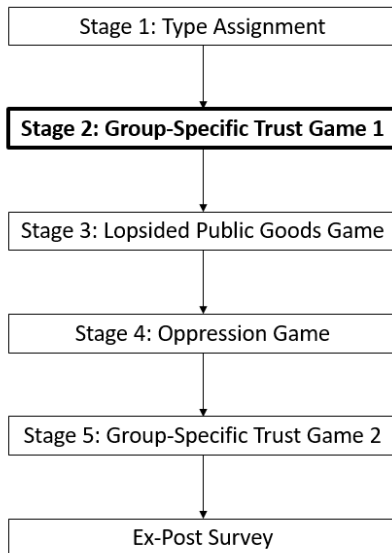 Stage 1: Type Assignment
Stage 2: Group-Specific Trust Game 1
Stage 3: Lopsided Public Goods Game
Stage 4: Oppression Game
Stage 5: Group-Specific Trust Game 2
Ex-Post Survey